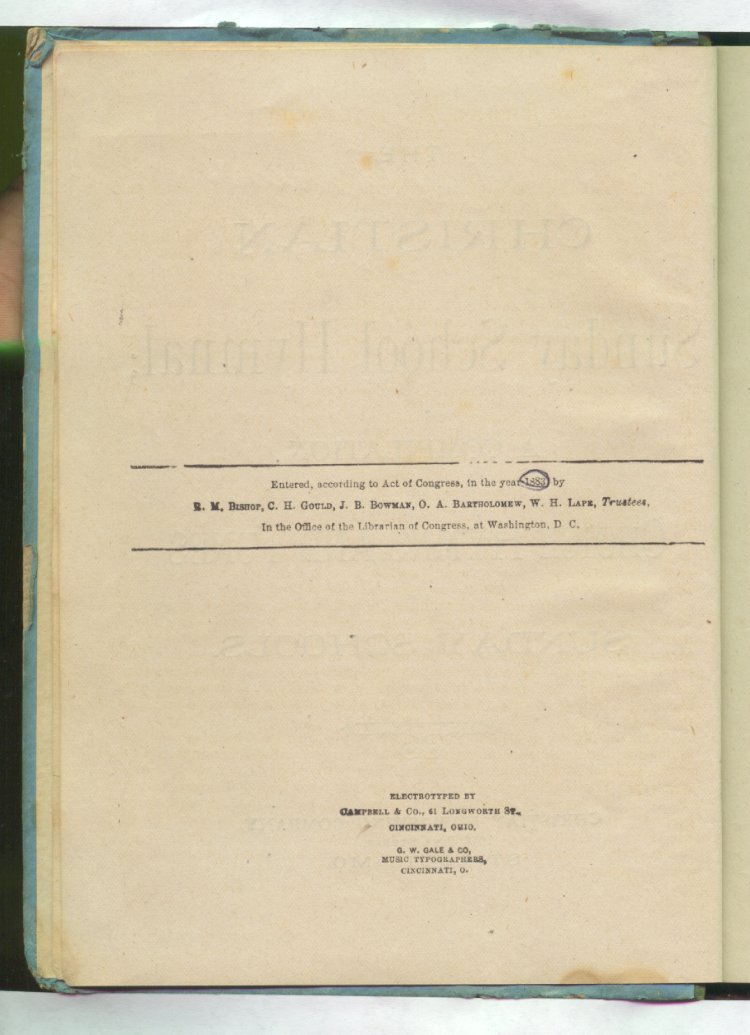 Entered, according to Act of Congress, in the year 1883, by
R. M. Bishop, C. H. Gould, J. B. Bowman, O. A. Bartholomew, W. H. Lape, Trustees,
In the Office of the Librarian of Congress, at Washington, D. C.
ELECTROTYPED BY
CAMPBELL & CO., 61 LONGWORTH ST.,
CINCINNATI, OHIO.
G. W. GALE & CO,
MUSIC TYPOGRAPHERS,
CINCINNATI, O.